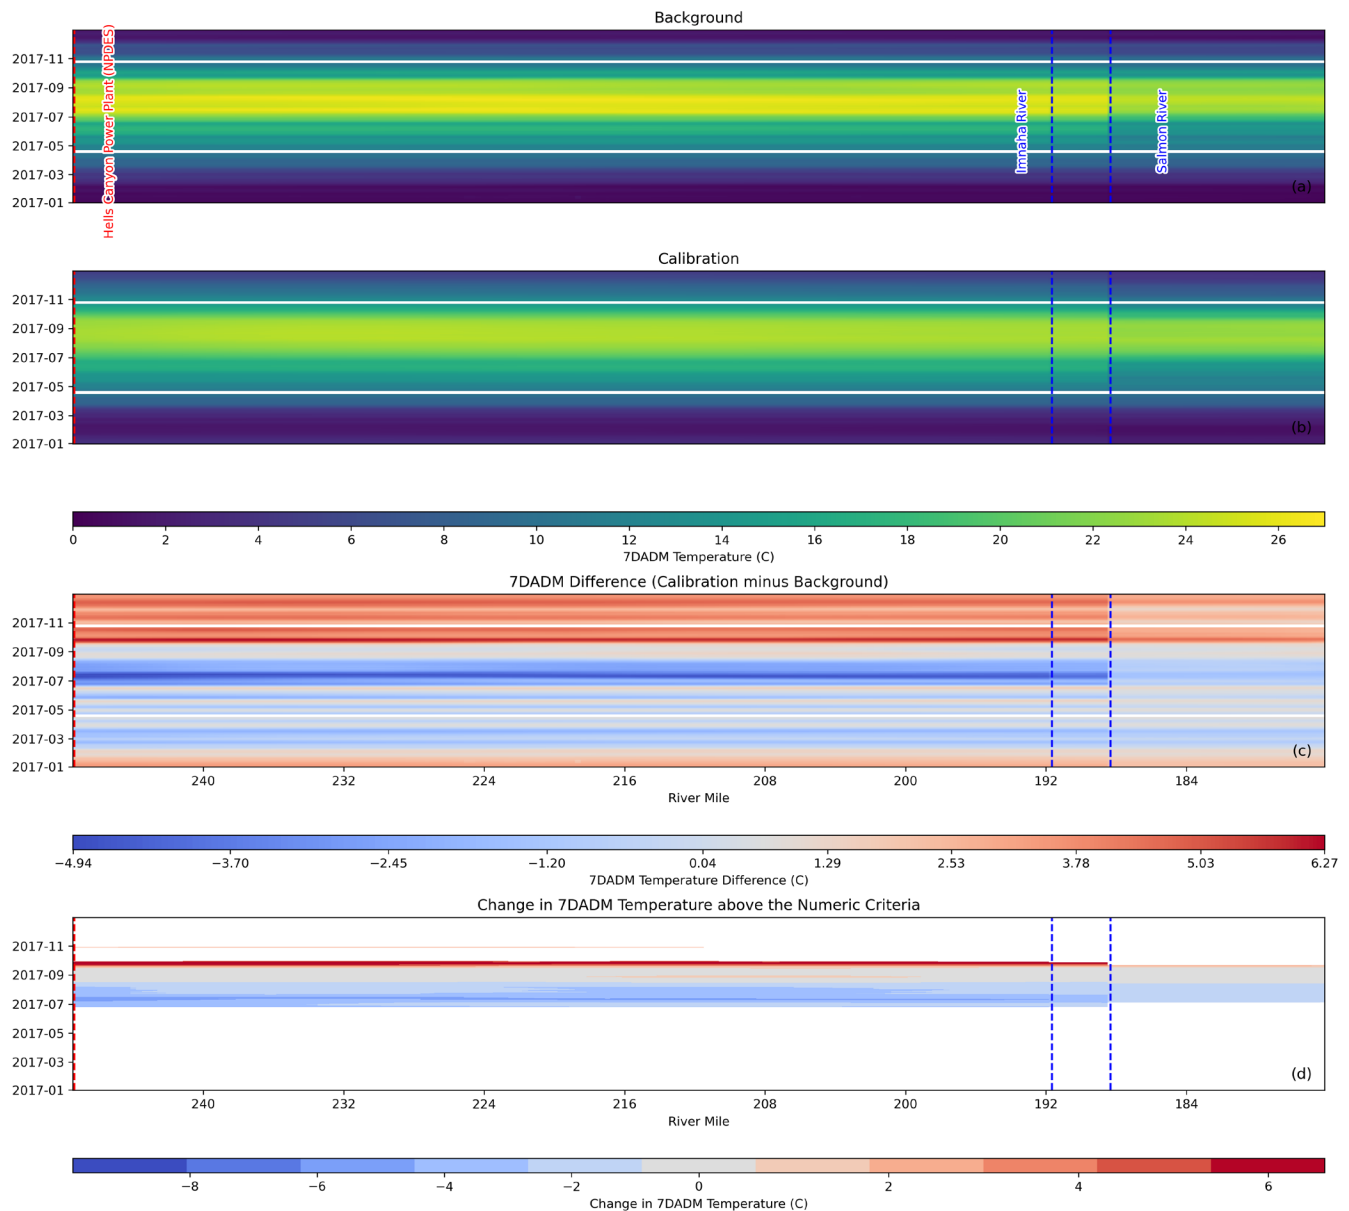 Background
2017-11
2017-09
2017-07
2017-05
2017-03
2017-01
Hells Canyon Power Plant (NPDES)
Imnaha River
Salmon River
(a)
Calibration
2017-11
2017-09
2017-07
2017-05
2017-03
2017-01
(b)
0 2 4 6 8 10 12 14 16 18 20 22 24 26
7DADM Temperature (C)
7DADM Difference (Calibration minus Background)
2017-11
2017-09
2017-07
2017-05
2017-03
2017-01
(c)
240 232 224 216 208 200 192 184
River Mile
−4.94 −3.70 −2.45 −1.20 0.04 1.29 2.53 3.78 5.03 6.27
7DADM Temperature Difference (C)
Change in 7DADM Temperature above the Numeric Criteria
2017-11
2017-09
2017-07
2017-05
2017-03
2017-01
(d)
240 232 224 216 208 200 192 184
River Mile
−8 −6 −4 −2 0 2 4 6
Change in 7DADM Temperature (C)